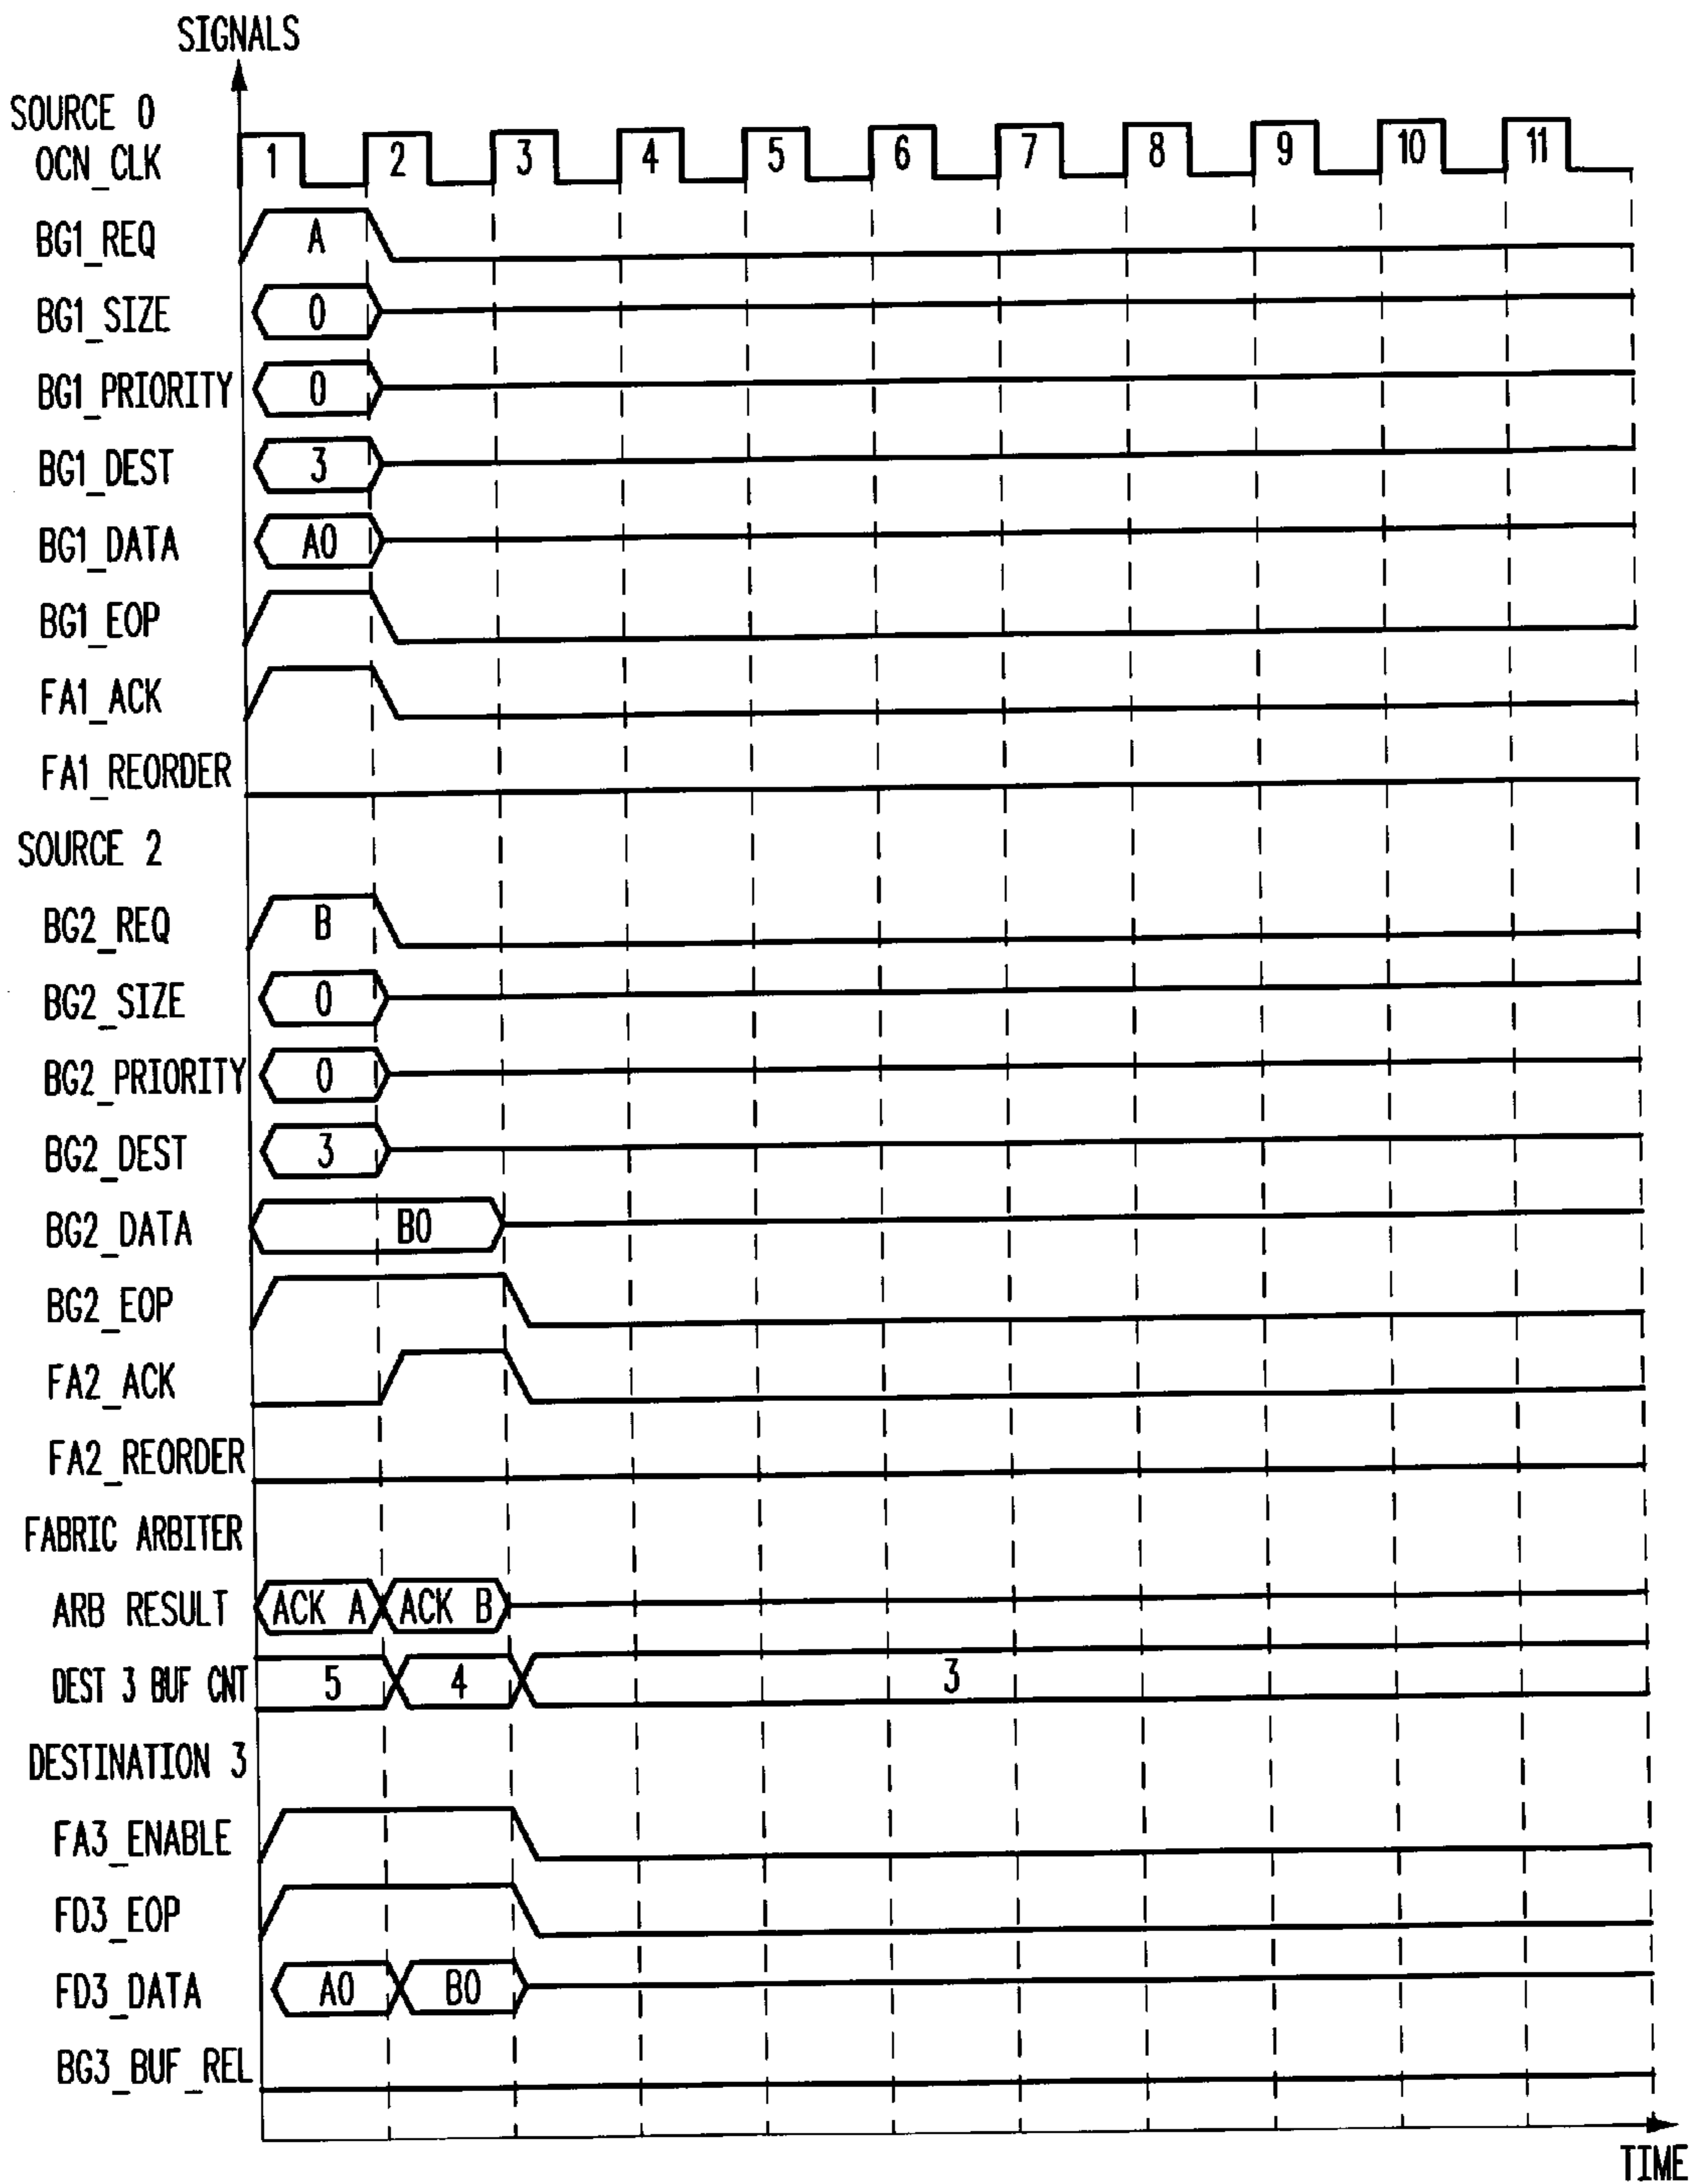 SIGNALS
SOURCE 0
OCN_CLK 1 2 3 4 5 6 7 8 9 10 11
BG1_REQ A
BG1_SIZE 0
BG1_PRIORITY 0
BG1_DEST 3
BG1_DATA A0
BG1_EOP
FA1_ACK
FA1_REORDER
SOURCE 2
BG2_REQ B
BG2_SIZE 0
BG2_PRIORITY 0
BG2_DEST 3
BG2_DATA B0
BG2_EOP
FA2_ACK
FA2_REORDER
FABRIC ARBITER
ARB RESULT ACK A ACK B
DEST 3 BUF CNT 5 4 3
DESTINATION 3
FA3_ENABLE
FD3_EOP
FD3_DATA A0 B0
BG3_BUF_REL
TIME